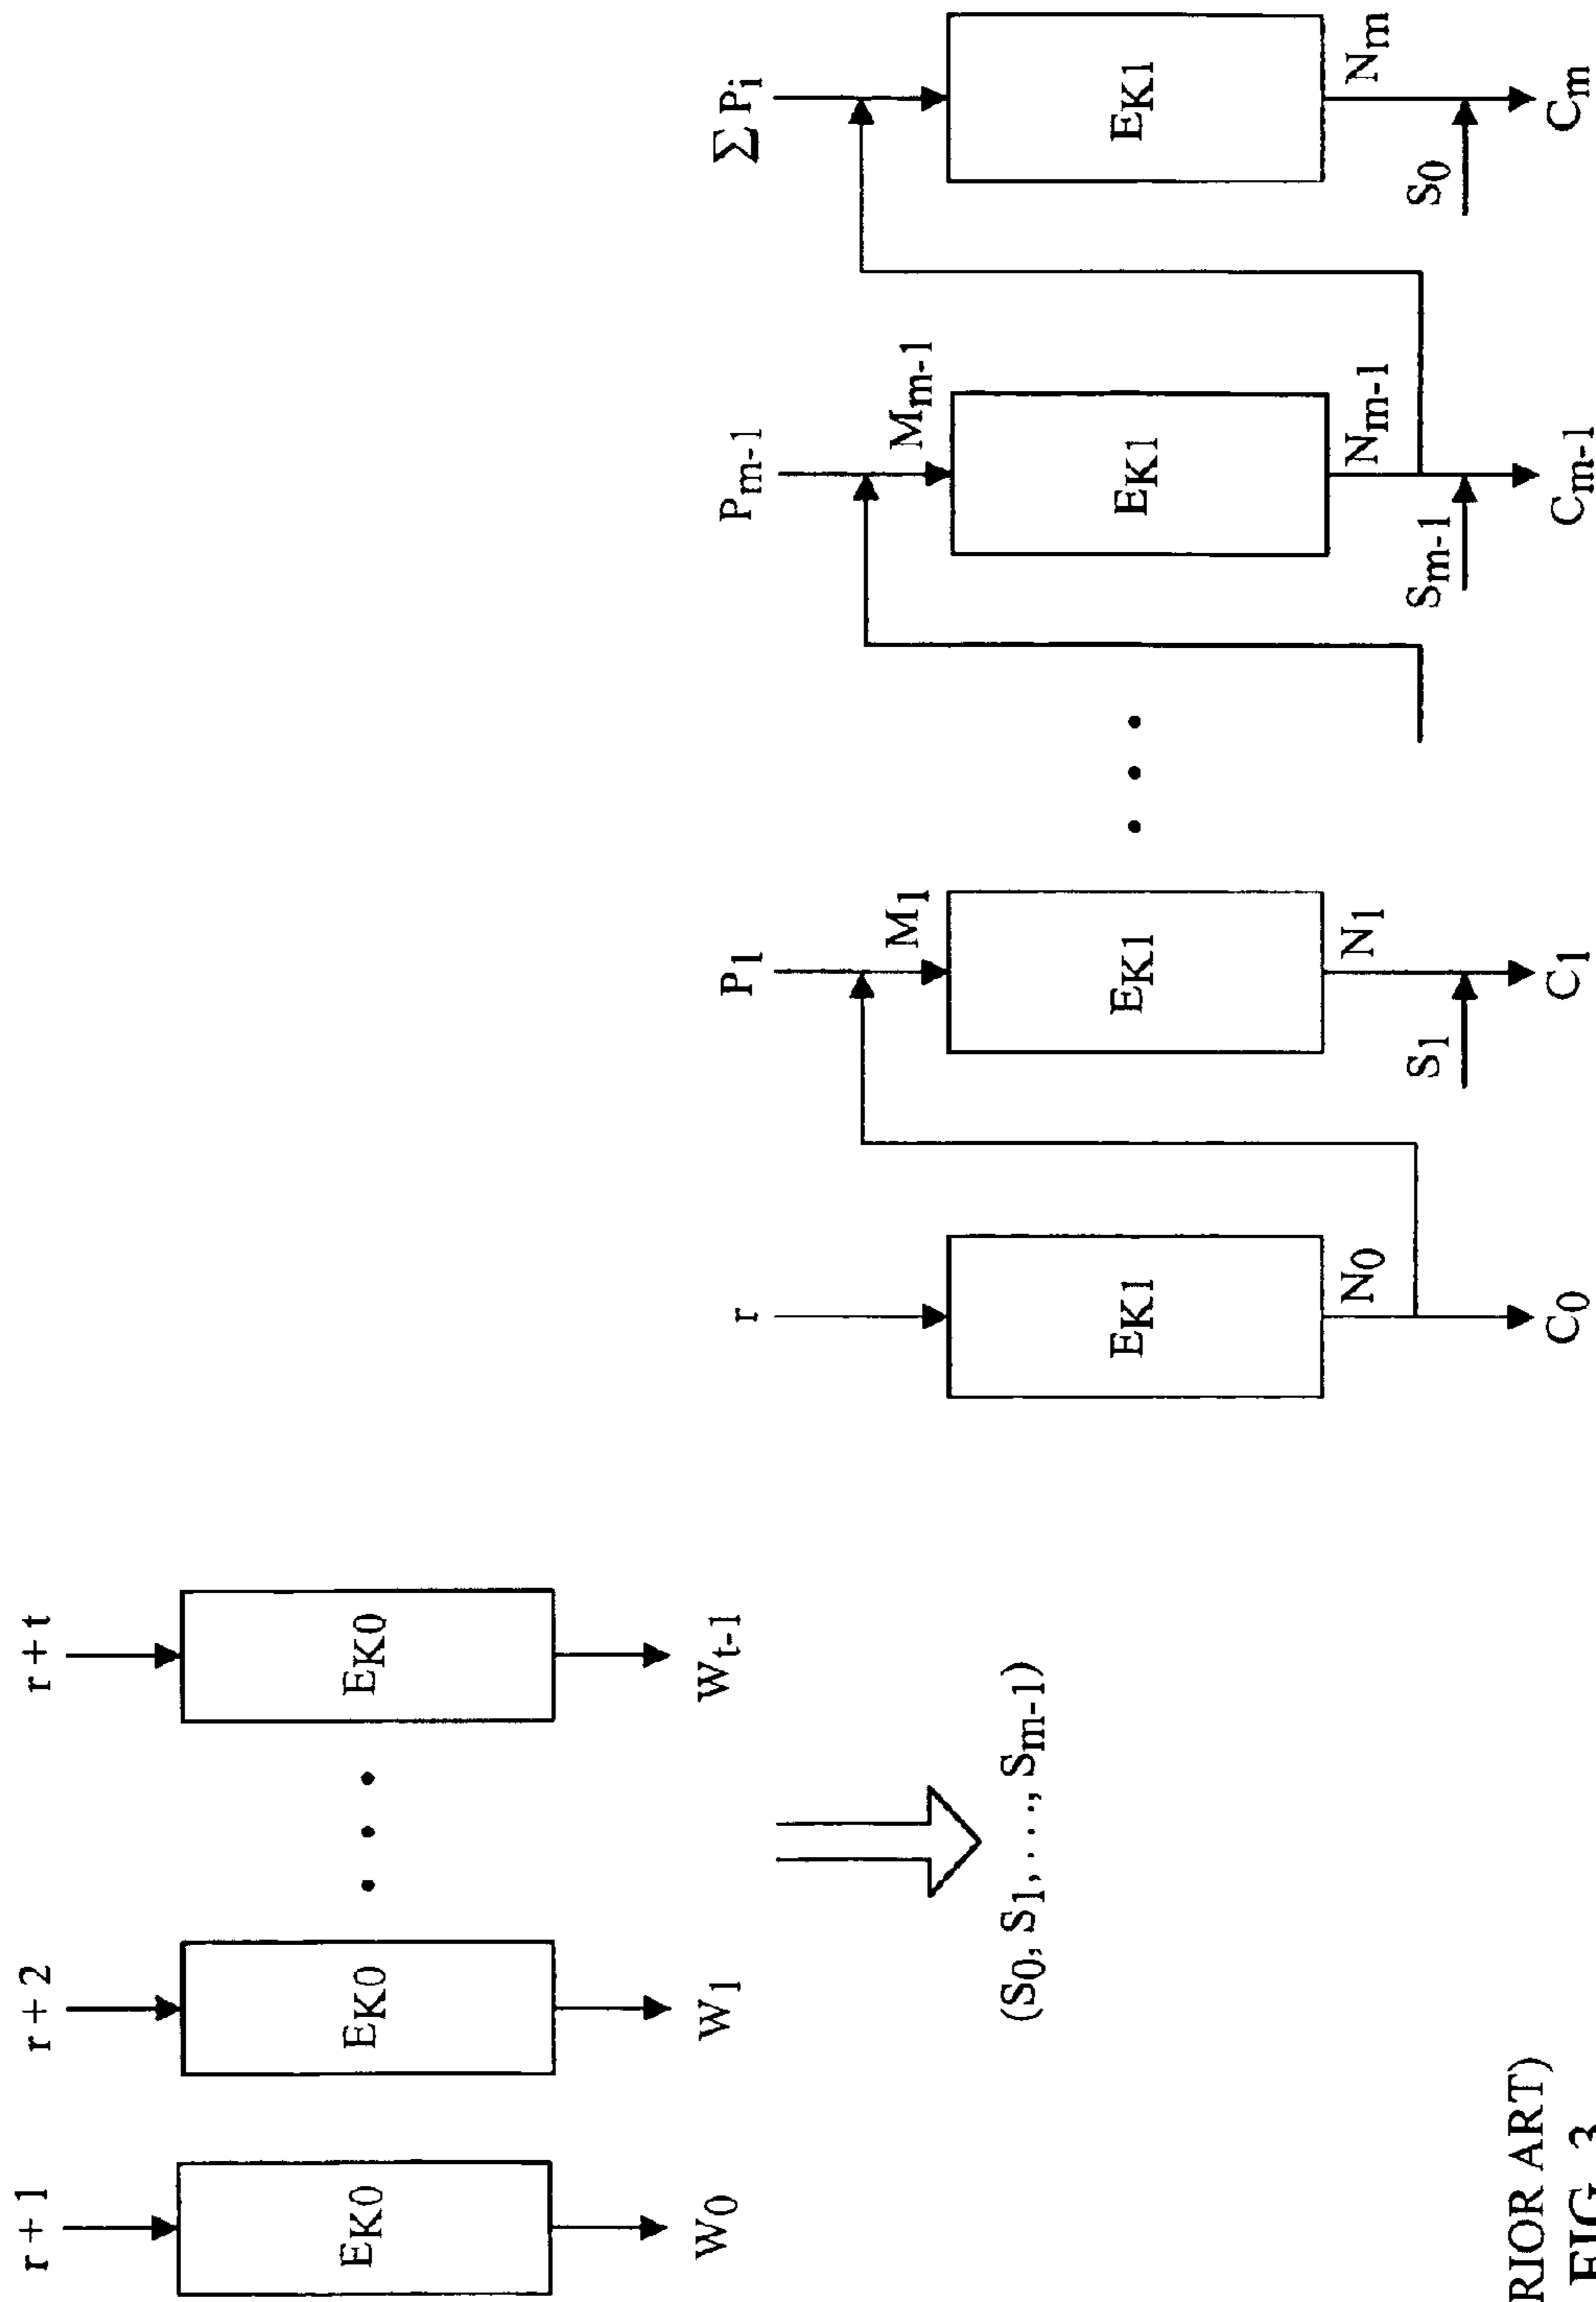 r + 1 r + 2 r + t
E_K0 E_K0 . . . E_K0
W_0 W_1 W_t-1
(S_0, S_1, . . ., S_m-1)
r P_1 P_m-1 Σ P_i
M_1 M_m-1
E_K1 E_K1 . . . E_K1 E_K1
N_0 N_1 N_m-1 N_m
S_1 S_m-1 S_0
C_0 C_1 C_m-1 C_m
RIOR ART)
FIG. 3